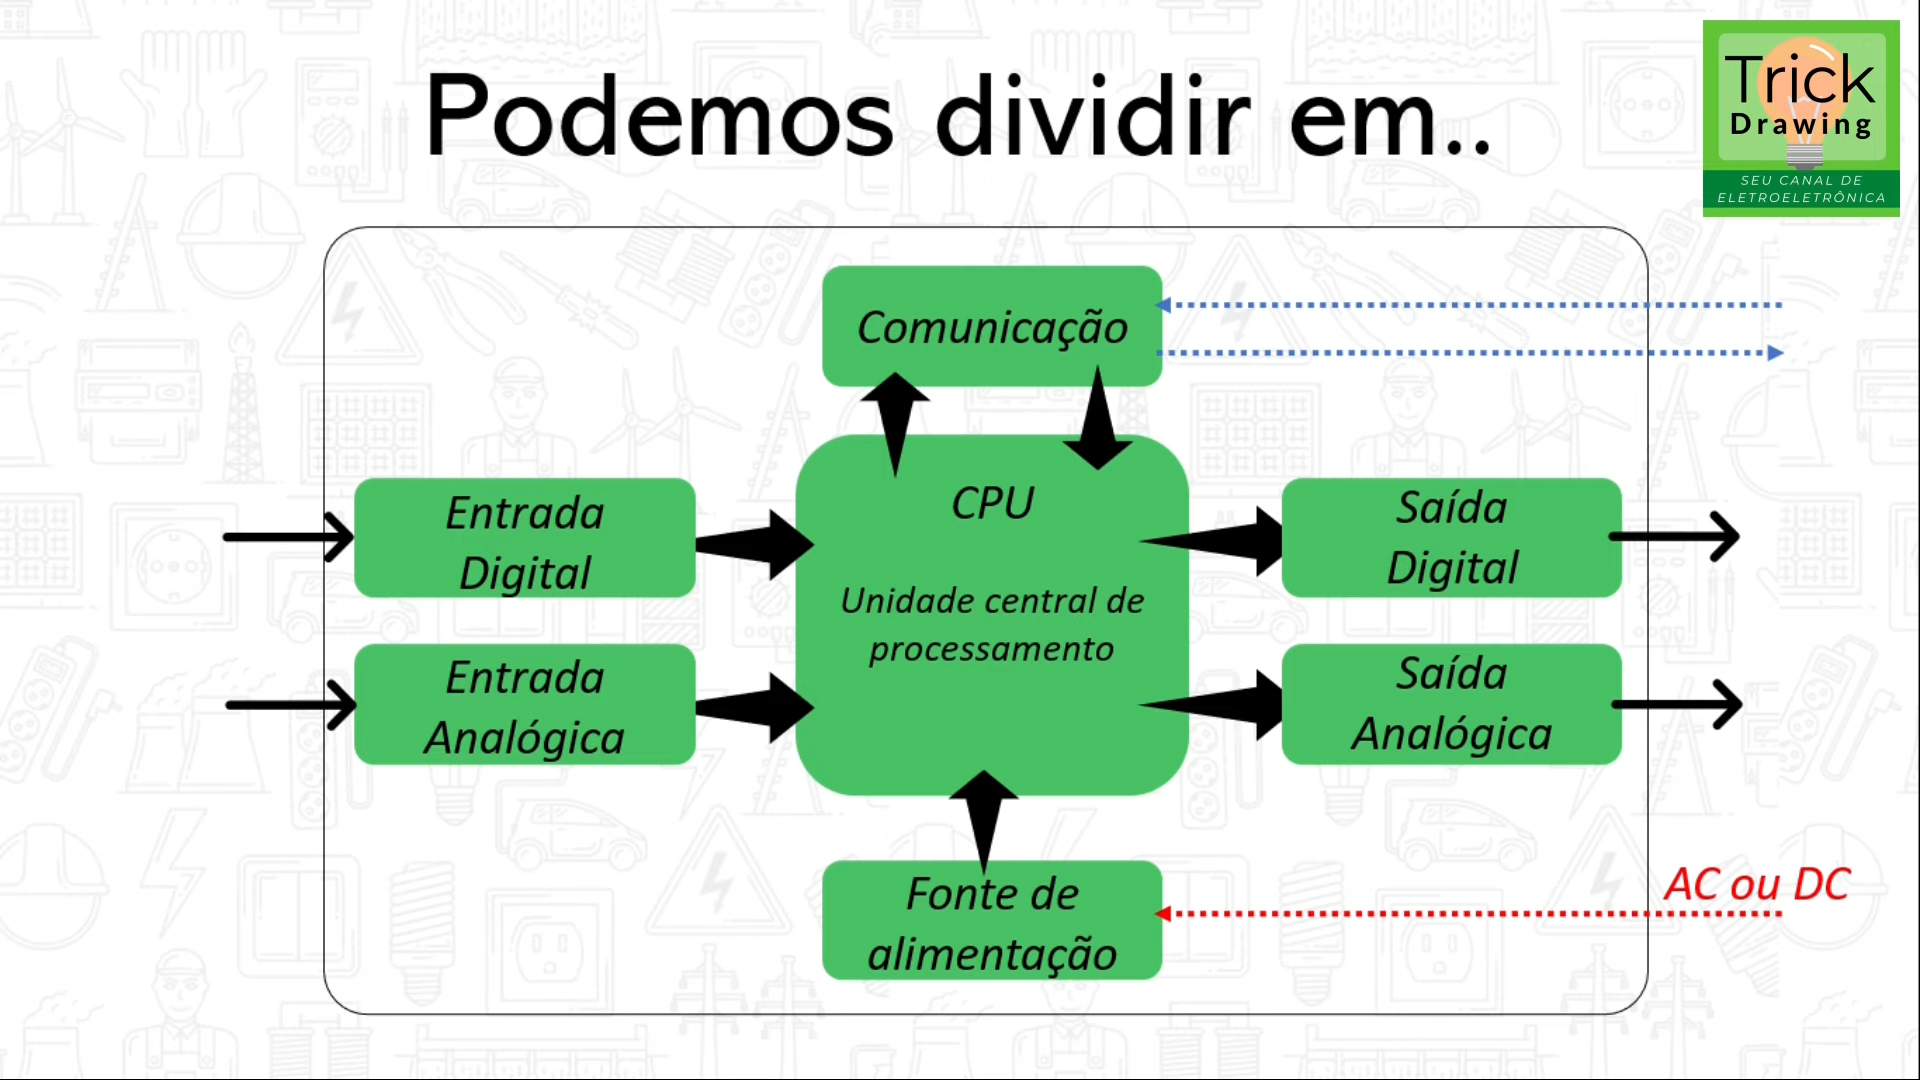 Podemos dividir em..
Trick
Drawing
SEU CANAL DE
ELETROELETRÔNICA
Comunicação
Entrada
Digital
CPU
Unidade central de
processamento
Saída
Digital
Entrada
Analógica
Saída
Analógica
Fonte de
alimentação
AC ou DC